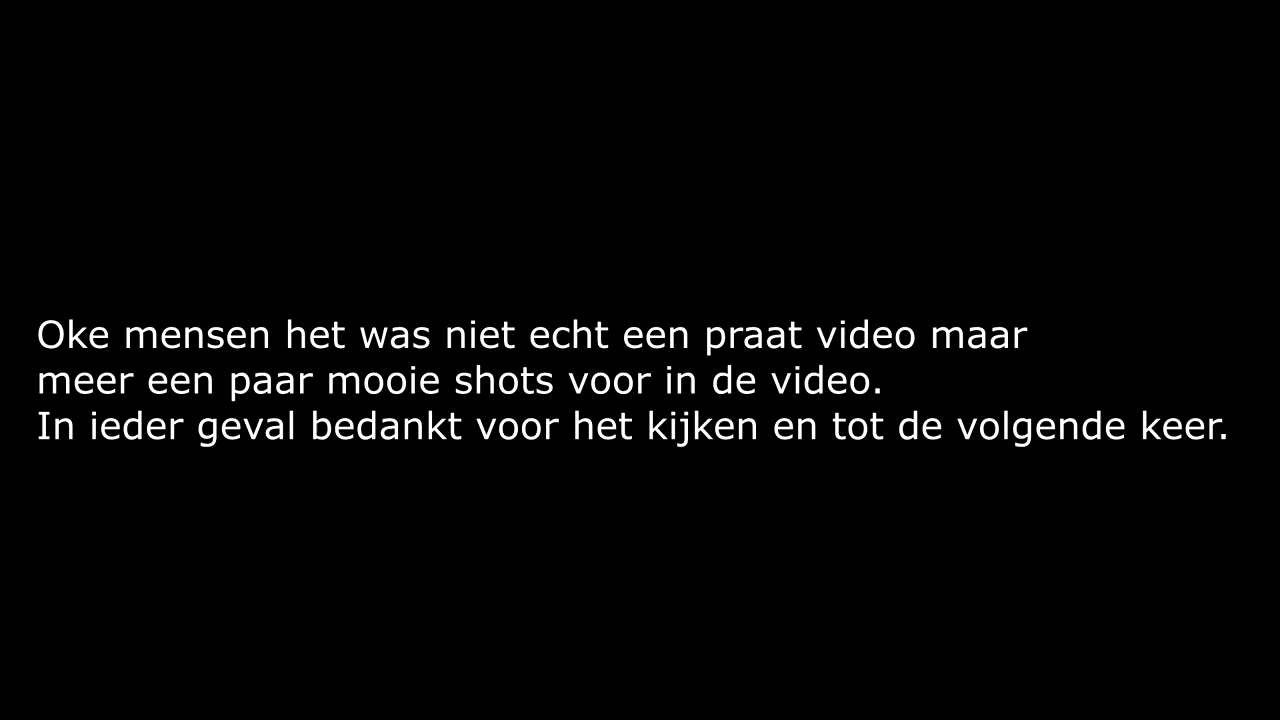 Oke mensen het was niet echt een praat video maar
meer een paar mooie shots voor in de video.
In ieder geval bedankt voor het kijken en tot de volgende keer.